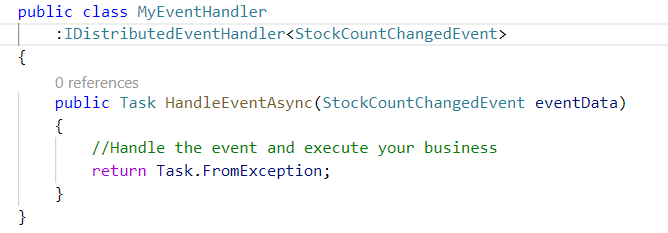 public class MyEventHandler
:IDistributedEventHandler<StockCountChangedEvent>
{
0 references
public Task HandleEventAsync(StockCountChangedEvent eventData)
{
//Handle the event and execute your business
return Task.FromException;
}
}